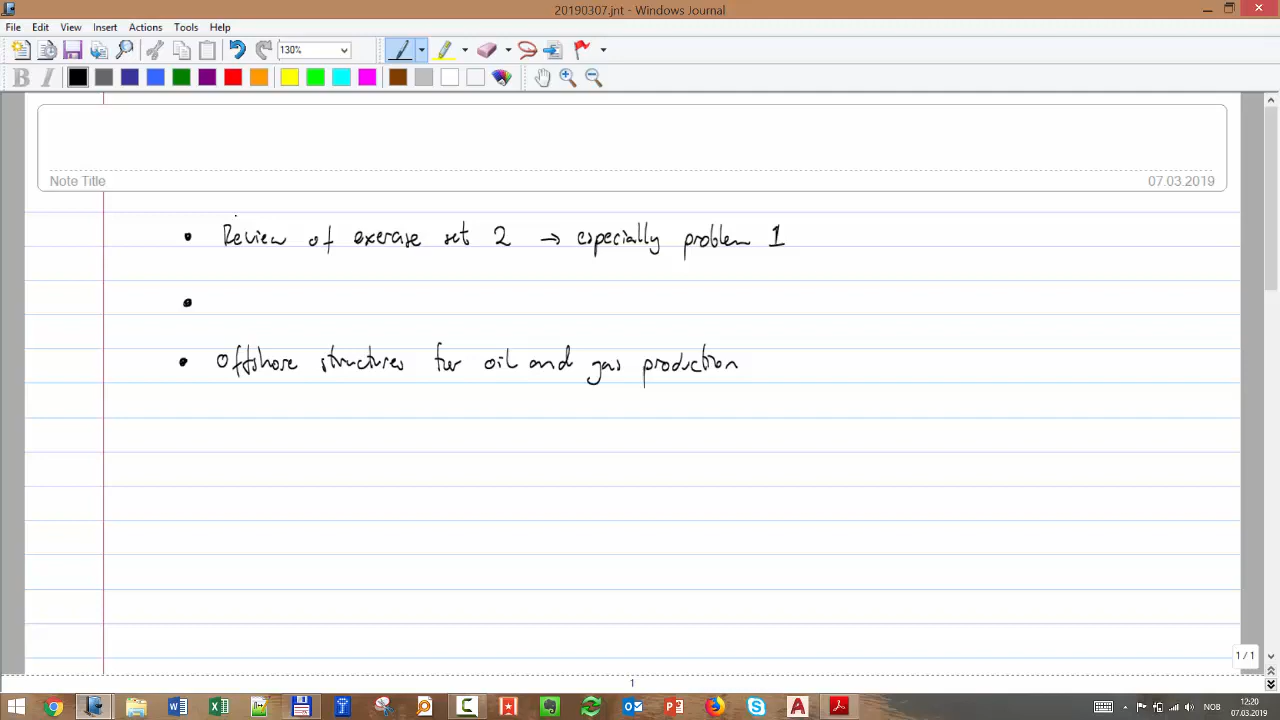 20190307.jnt - Windows Journal
File Edit View Insert Actions Tools Help
130%
B I
Note Title
07.03.2019
• Review of exercise set 2 → especially problem 1
•
• Offshore structures for oil and gas production
1 / 1
1
NOB
12:20
07.03.2019